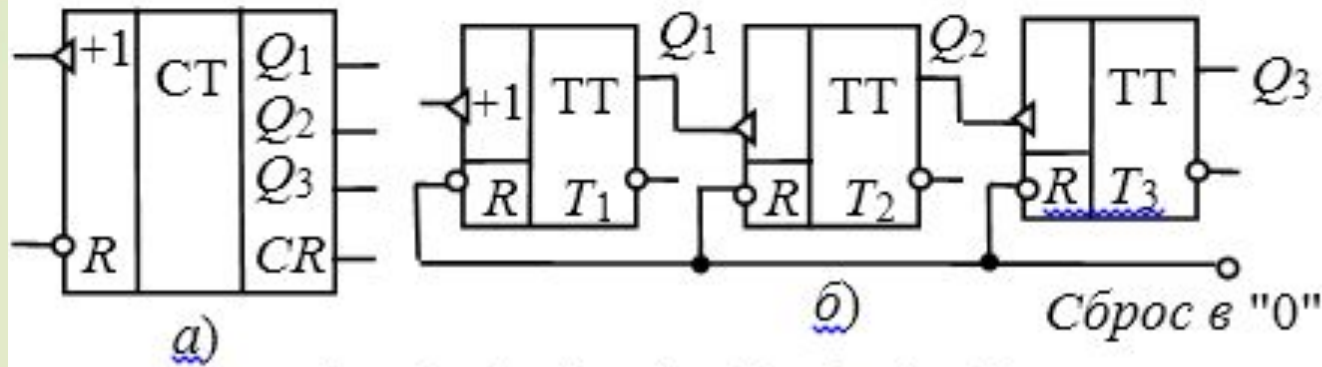 +1 CT Q1
Q2
Q3
R CR
а)
+1 TT Q1
R T1
TT Q2
R T2
TT Q3
R T3
б)
Сброс в "0"